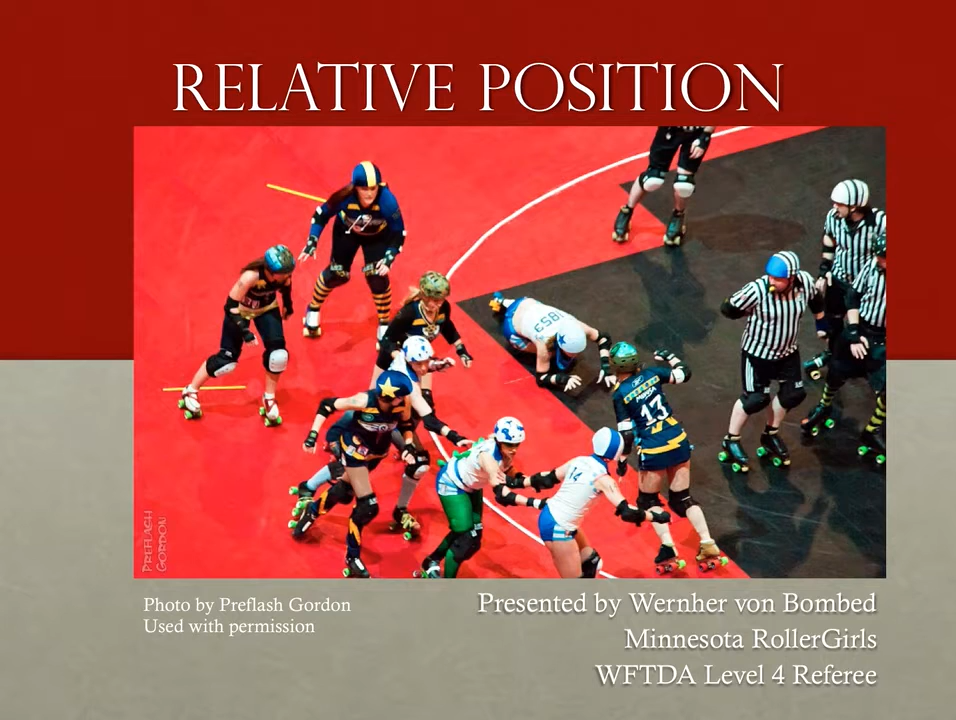 RELATIVE POSITION
1853
13
14
PREFLASH
GORDON
Photo by Preflash Gordon
Used with permission
Presented by Wernher von Bombed
Minnesota RollerGirls
WFTDA Level 4 Referee